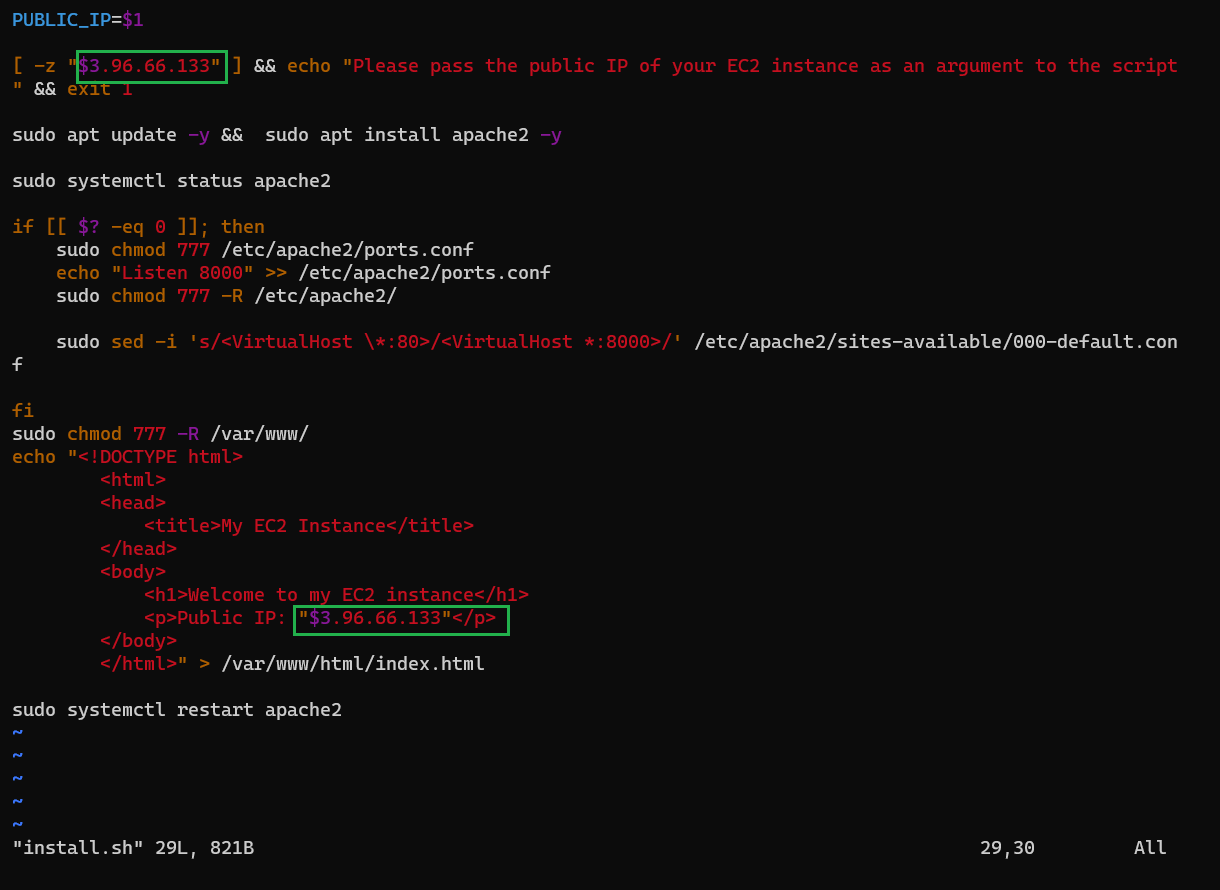 PUBLIC_IP=$1
[ -z "$3.96.66.133" ] && echo "Please pass the public IP of your EC2 instance as an argument to the script
" && exit 1
sudo apt update -y &&  sudo apt install apache2 -y
sudo systemctl status apache2
if [[ $? -eq 0 ]]; then
    sudo chmod 777 /etc/apache2/ports.conf
    echo "Listen 8000" >> /etc/apache2/ports.conf
    sudo chmod 777 -R /etc/apache2/
    sudo sed -i 's/<VirtualHost \*:80>/<VirtualHost *:8000>/' /etc/apache2/sites-available/000-default.con
f
fi
sudo chmod 777 -R /var/www/
echo "<!DOCTYPE html>
        <html>
        <head>
            <title>My EC2 Instance</title>
        </head>
        <body>
            <h1>Welcome to my EC2 instance</h1>
            <p>Public IP: "$3.96.66.133"</p>
        </body>
        </html>" > /var/www/html/index.html
sudo systemctl restart apache2
~
~
~
~
~
"install.sh" 29L, 821B 29,30 All